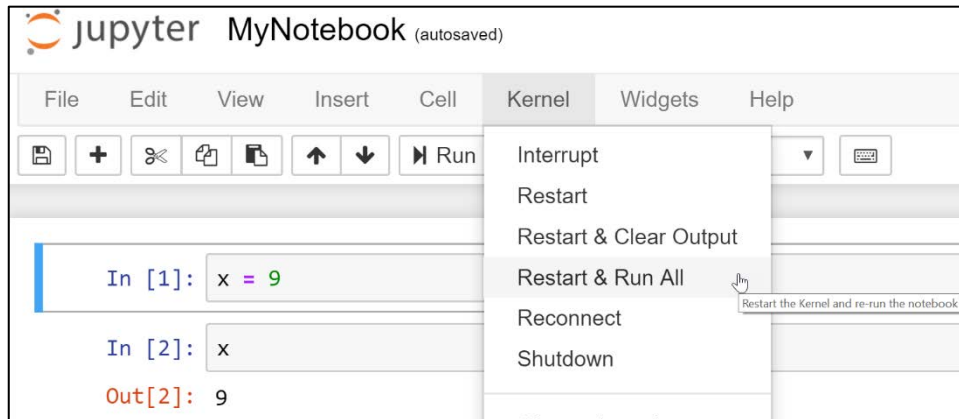 jupyter MyNotebook (autosaved)
File Edit View Insert Cell Kernel Widgets Help
Run
Interrupt
Restart
Restart & Clear Output
Restart & Run All
Restart the Kernel and re-run the notebook
Reconnect
Shutdown
In [1]: x = 9
In [2]: x
Out[2]: 9